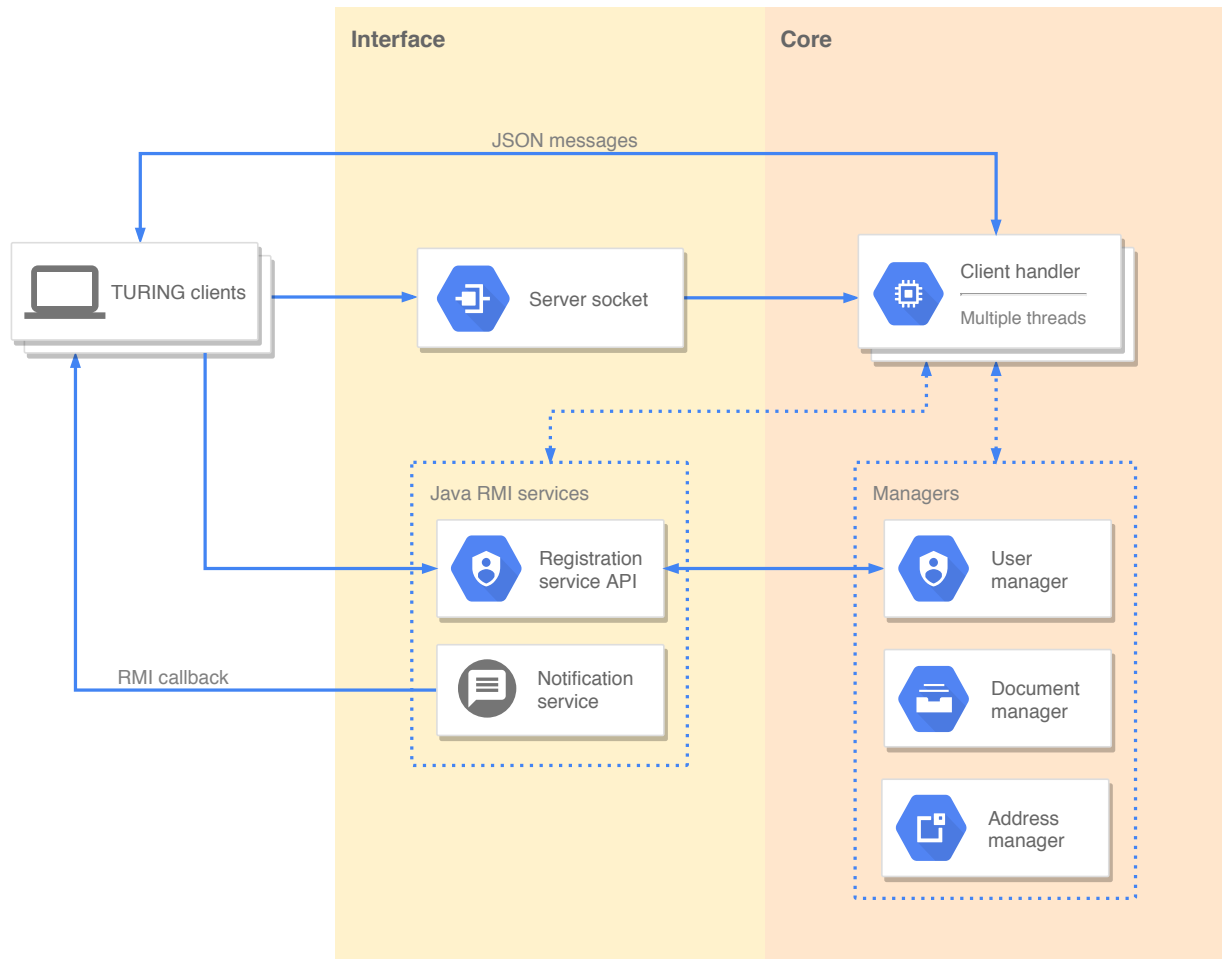 Interface
Core
JSON messages
TURING clients
Server socket
Client handler
Multiple threads
Java RMI services
Registration
service API
Notification
service
RMI callback
Managers
User
manager
Document
manager
Address
manager